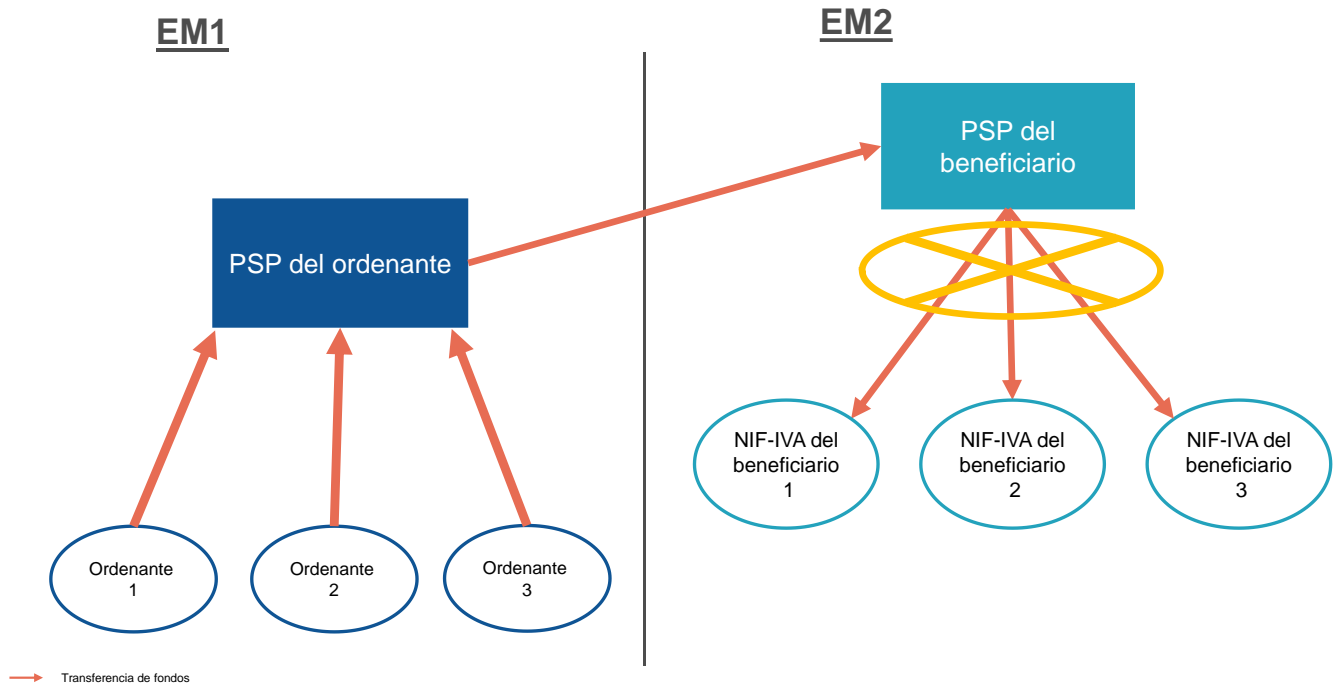 EM1
EM2
PSP del
beneficiario
PSP del ordenante
NIF-IVA del
beneficiario
1
NIF-IVA del
beneficiario
2
NIF-IVA del
beneficiario
3
Ordenante
1
Ordenante
2
Ordenante
3
Transferencia de fondos